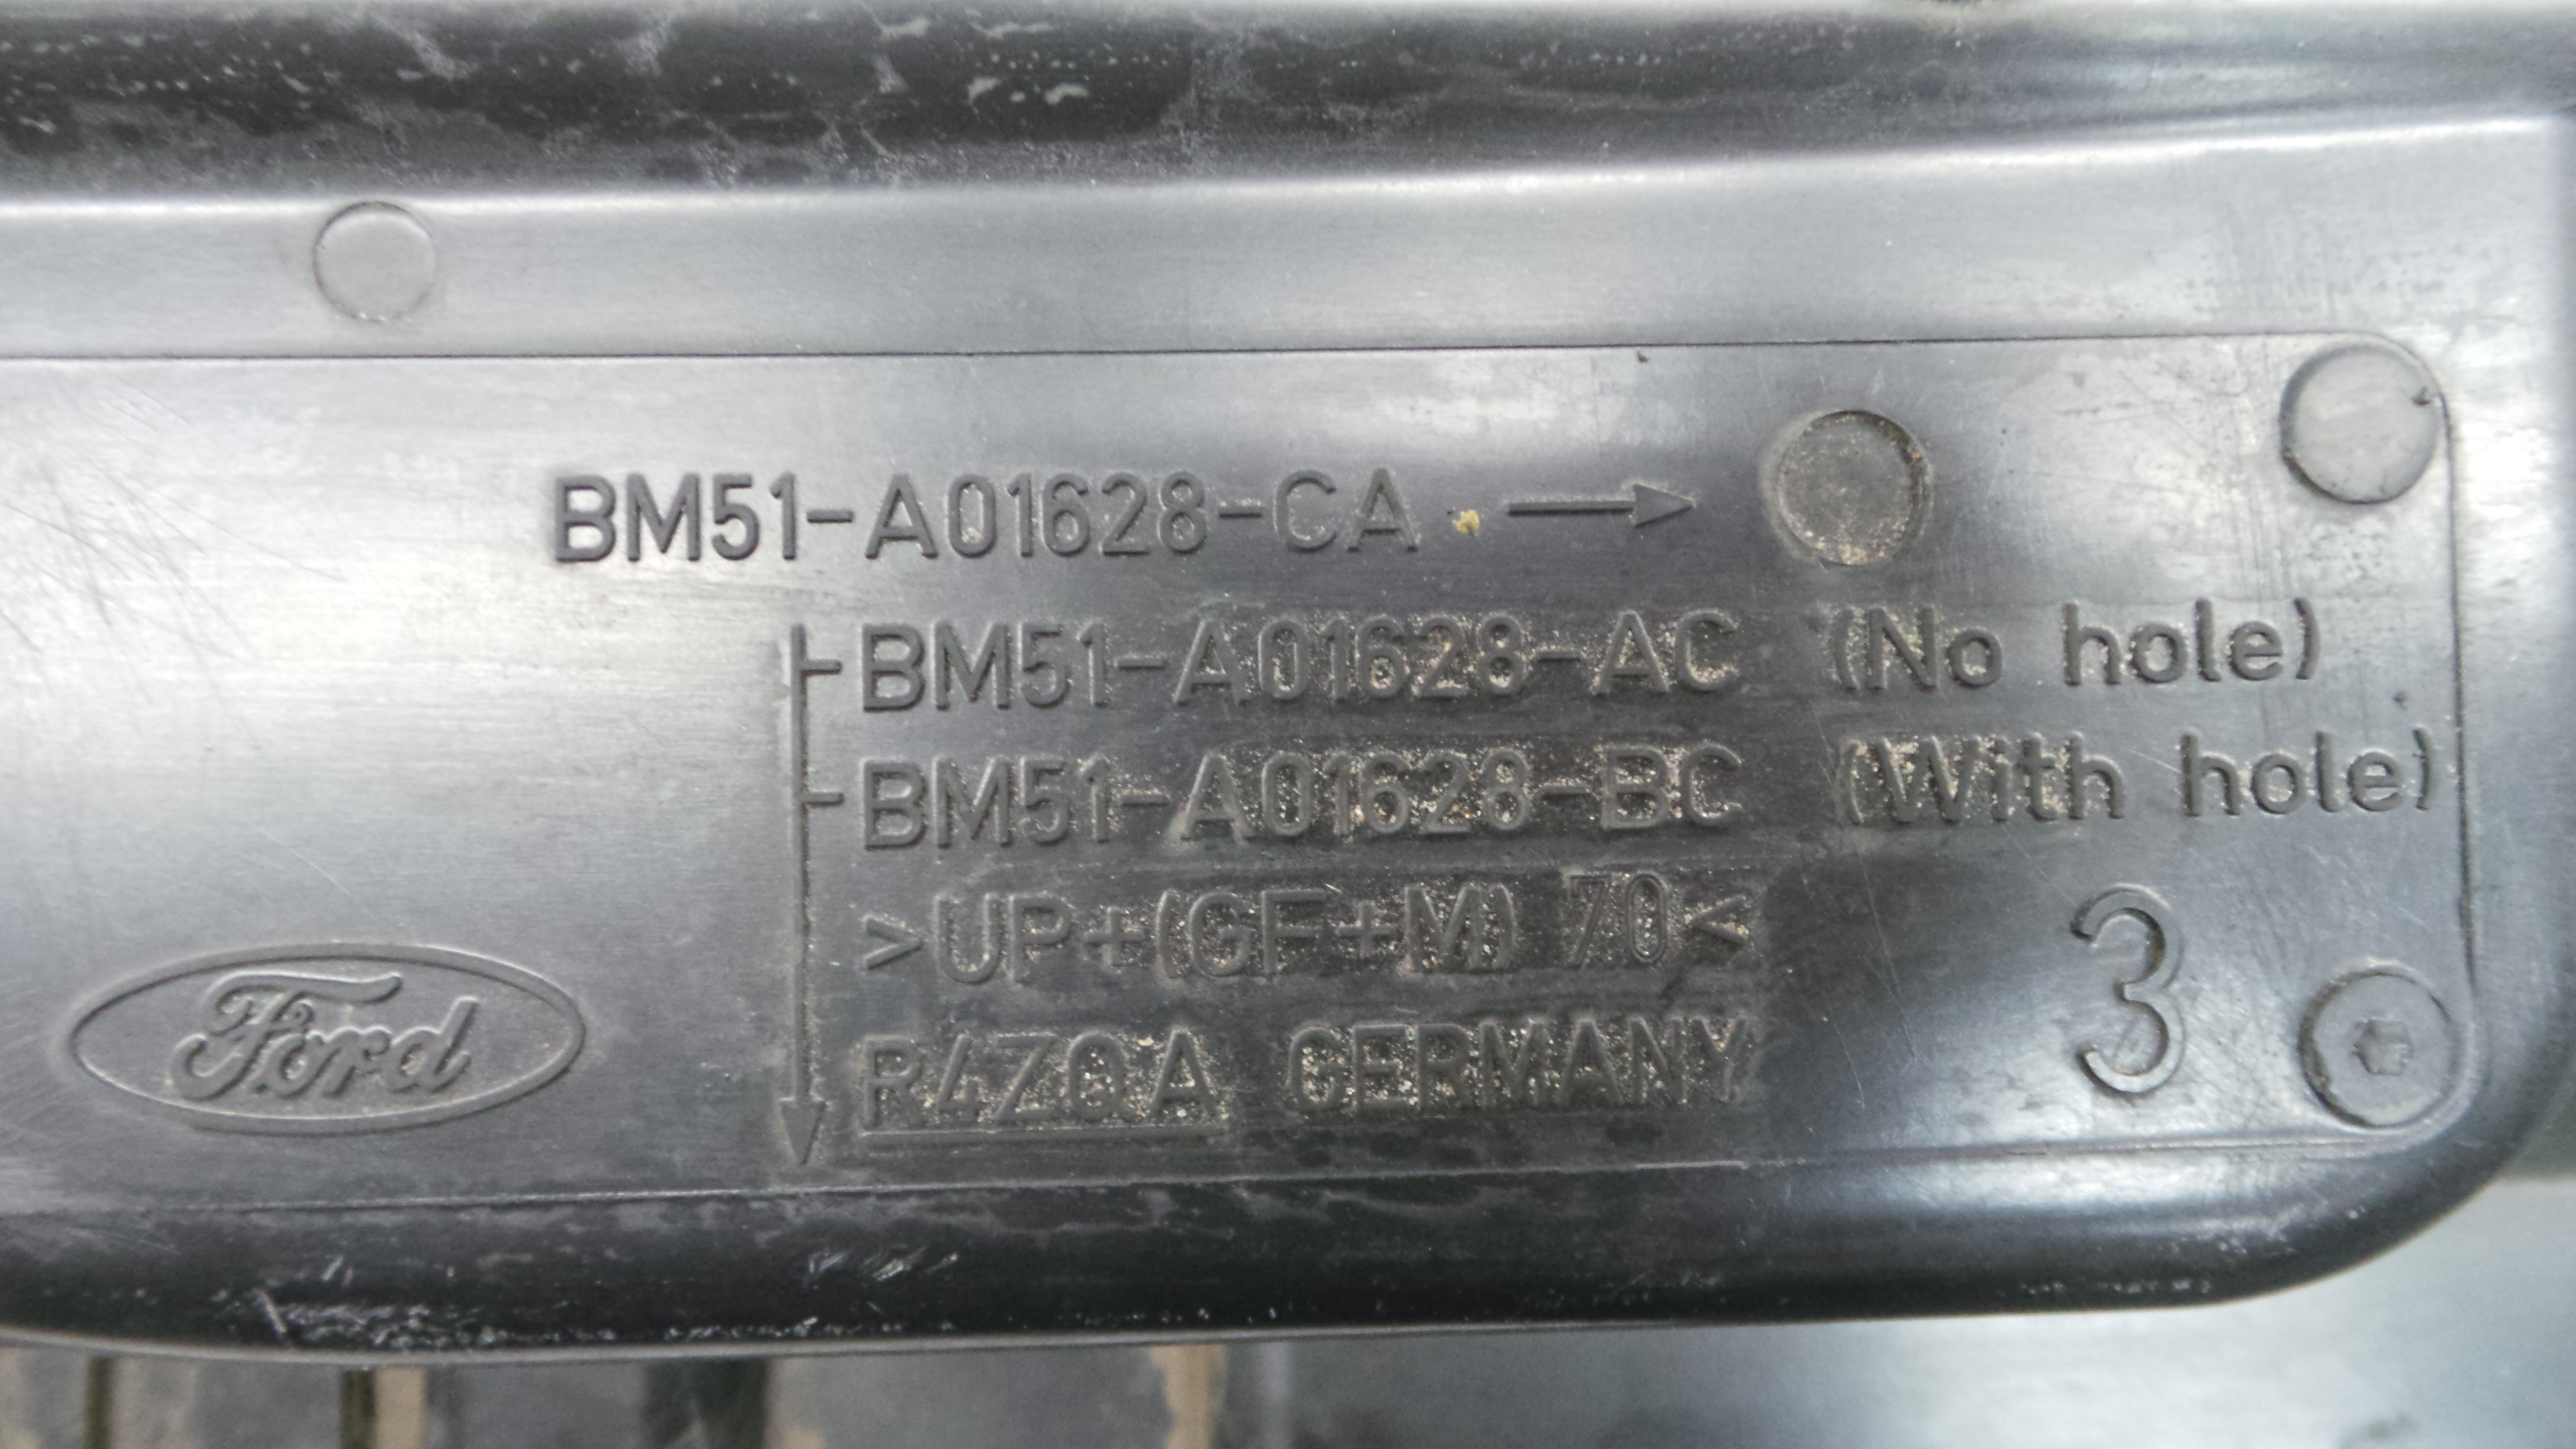 BM51-A01628-CA
BM51-A01628-AC (No hole)
BM51-A01628-BC (With hole)
>UP+(GF+M) 70<
R4ZQA GERMANY
3
Ford